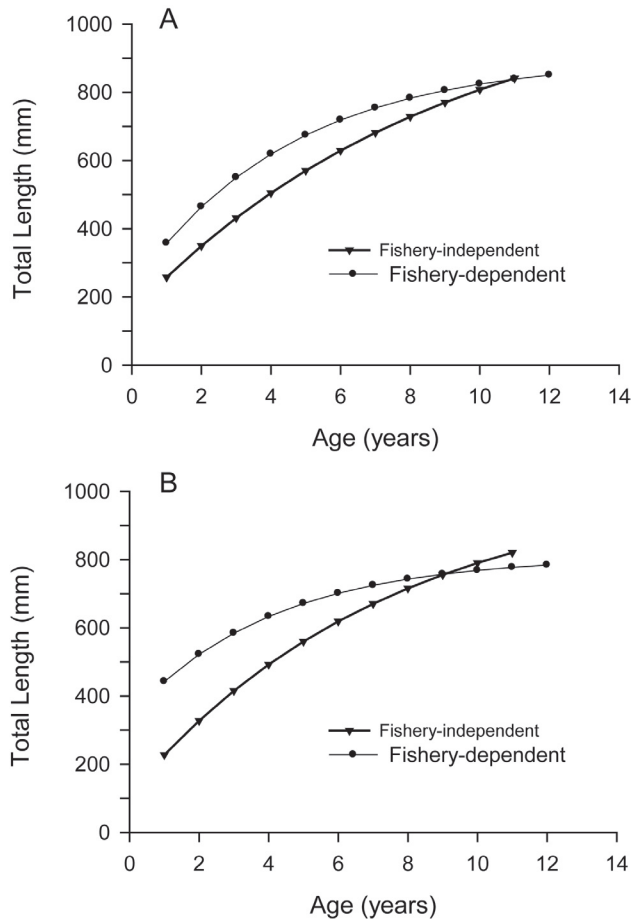 A
1000
800
600
400
200
0
Total Length (mm)
Fishery-independent
Fishery-dependent
0 2 4 6 8 10 12 14
Age (years)
B
1000
800
600
400
200
0
Total Length (mm)
Fishery-independent
Fishery-dependent
0 2 4 6 8 10 12 14
Age (years)